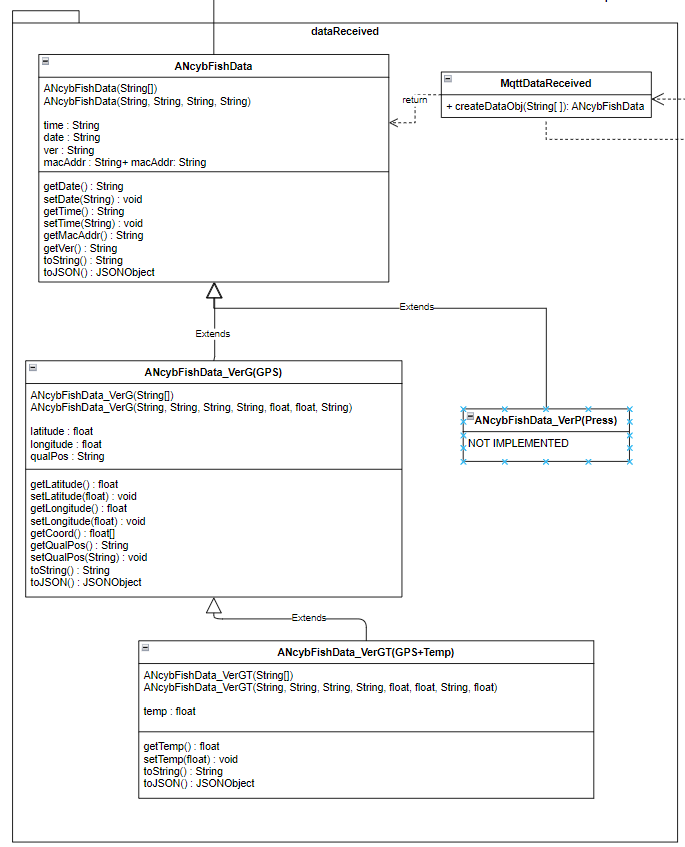 dataReceived
ANcybFishData
ANcybFishData(String[])
ANcybFishData(String, String, String, String)
time : String
date : String
ver : String
macAddr : String+ macAddr: String
getDate() : String
setDate(String) : void
getTime() : String
setTime(String) : void
getMacAddr() : String
getVer() : String
toString() : String
toJSON() : JSONObject
return
MqttDataReceived
+ createDataObj(String[ ]): ANcybFishData
Extends
Extends
ANcybFishData_VerG(GPS)
ANcybFishData_VerG(String[])
ANcybFishData_VerG(String, String, String, String, float, float, String)
latitude : float
longitude : float
qualPos : String
getLatitude() : float
setLatitude(float) : void
getLongitude() : float
setLongitude(float) : void
getCoord() : float[]
getQualPos() : String
setQualPos(String) : void
toString() : String
toJSON() : JSONObject
ANcybFishData_VerP(Press)
NOT IMPLEMENTED
Extends
ANcybFishData_VerGT(GPS+Temp)
ANcybFishData_VerGT(String[])
ANcybFishData_VerGT(String, String, String, String, float, float, String, float)
temp : float
getTemp() : float
setTemp(float) : void
toString() : String
toJSON() : JSONObject